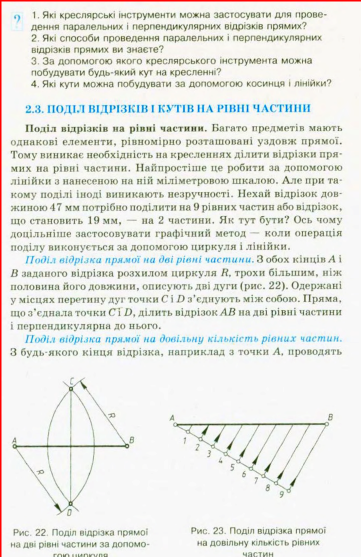 ?
1. Які креслярські інструменти можна застосувати для прове-
дення паралельних і перпендикулярних відрізків прямих?
2. Які способи проведення паралельних і перпендикулярних
відрізків прямих ви знаєте?
3. За допомогою якого креслярського інструмента можна
побудувати будь-який кут на кресленні?
4. Які кути можна побудувати за допомогою косинця і лінійки?
2.3. ПОДІЛ ВІДРІЗКІВ І КУТІВ НА РІВНІ ЧАСТИНИ
Поділ відрізків на рівні частини. Багато предметів мають
однакові елементи, рівномірно розташовані уздовж прямої.
Тому виникає необхідність на кресленнях ділити відрізки пря-
мих на рівні частини. Найпростіше це робити за допомогою
лінійки з нанесеною на ній міліметровою шкалою. Але при та-
кому поділі іноді виникають незручності. Нехай відрізок дов-
жиною 47 мм потрібно поділити на 9 рівних частин або відрізок,
що становить 19 мм, — на 2 частини. Як тут бути? Ось чому
доцільніше застосовувати графічний метод — коли операція
поділу виконується за допомогою циркуля і лінійки.
Поділ відрізка прямої на дві рівні частини. З обох кінців A і
B заданого відрізка розхилом циркуля R, трохи більшим, ніж
половина його довжини, описують дві дуги (рис. 22). Одержані
у місцях перетину дуг точки C і D з'єднують між собою. Пряма,
що з'єднала точки C і D, ділить відрізок AB на дві рівні частини
і перпендикулярна до нього.
Поділ відрізка прямої на довільну кількість рівних частин.
З будь-якого кінця відрізка, наприклад з точки A, проводять
C
R
R
A
B
D
A
B
1
2
3
4
5
6
7
8
9
Рис. 22. Поділ відрізка прямої
на дві рівні частини за допомо-
гою циркуля
Рис. 23. Поділ відрізка прямої
на довільну кількість рівних
частин